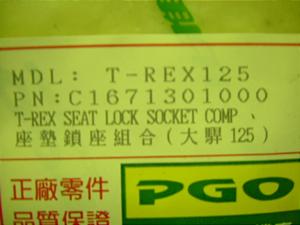 MDL: T-REX125
PN:C1671301000
T-REX SEAT LOCK SOCKET COMP、
座墊鎖座組合(大駻125)
正廠零件
PGO
品質保證